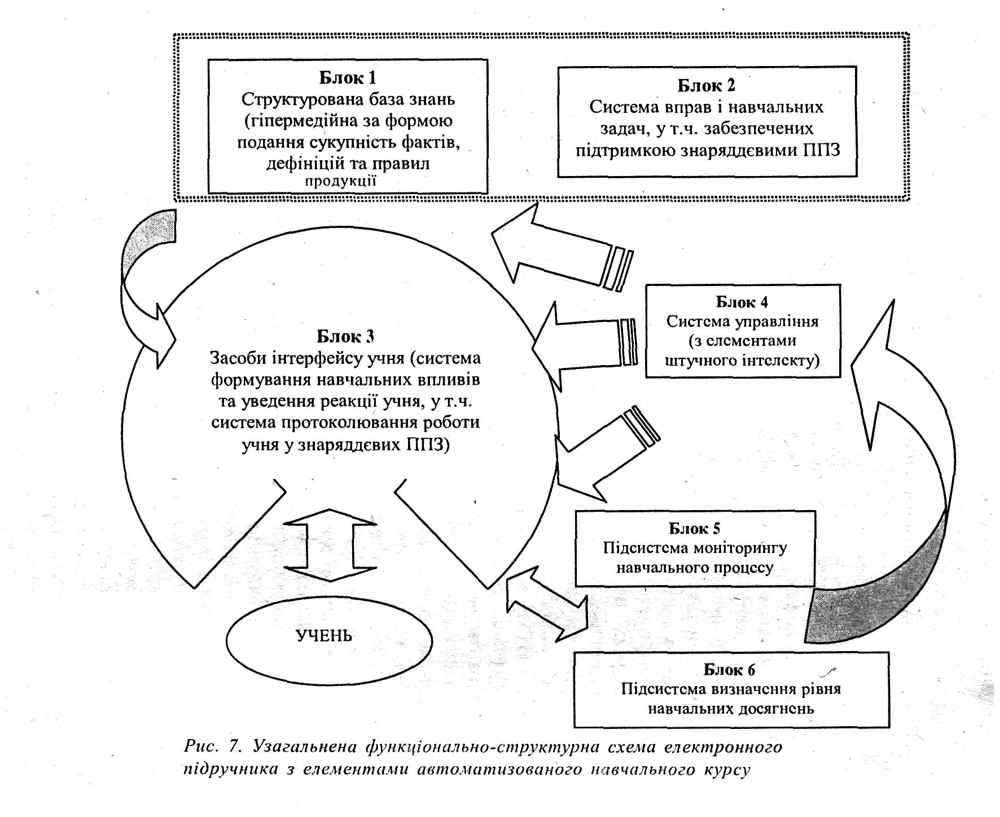 Блок 1
Структурована база знань
(гіпермедійна за формою
подання сукупність фактів,
дефініцій та правил
продукції
Блок 2
Система вправ і навчальних
задач, у т.ч. забезпечених
підтримкою знаряддєвими ППЗ
Блок 3
Засоби інтерфейсу учня (система
формування навчальних впливів
та уведення реакції учня, у т.ч.
система протоколювання роботи
учня у знаряддєвих ППЗ)
Блок 4
Система управління
(з елементами
штучного інтелекту)
Блок 5
Підсистема моніторингу
навчального процесу
УЧЕНЬ
Блок 6
Підсистема визначення рівня
навчальних досягнень
Рис. 7. Узагальнена функціонально-структурна схема електронного
підручника з елементами автоматизованого навчального курсу